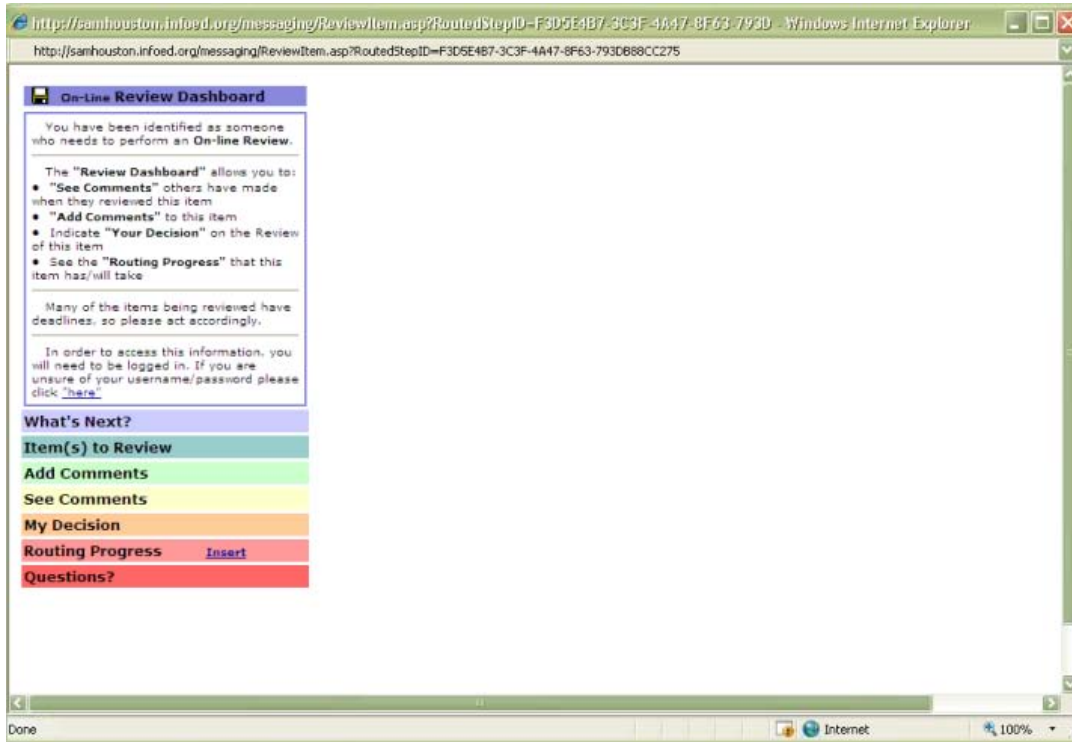 http://samhouston.infoed.org/messaging/ReviewItem.asp?RoutedStepID=F3D5E4B7-3C3F-4A47-8F63-793D - Windows Internet Explorer
http://samhouston.infoed.org/messaging/ReviewItem.asp?RoutedStepID=F3D5E4B7-3C3F-4A47-8F63-793DB88CC275
On-Line Review Dashboard
You have been identified as someone
who needs to perform an On-line Review.
The "Review Dashboard" allows you to:
• "See Comments" others have made
when they reviewed this item
• "Add Comments" to this item
• Indicate "Your Decision" on the Review
of this item
• See the "Routing Progress" that this
item has/will take
Many of the items being reviewed have
deadlines, so please act accordingly.
In order to access this information, you
will need to be logged in. If you are
unsure of your username/password please
click "here"
What's Next?
Item(s) to Review
Add Comments
See Comments
My Decision
Routing Progress Insert
Questions?
Done Internet 100%